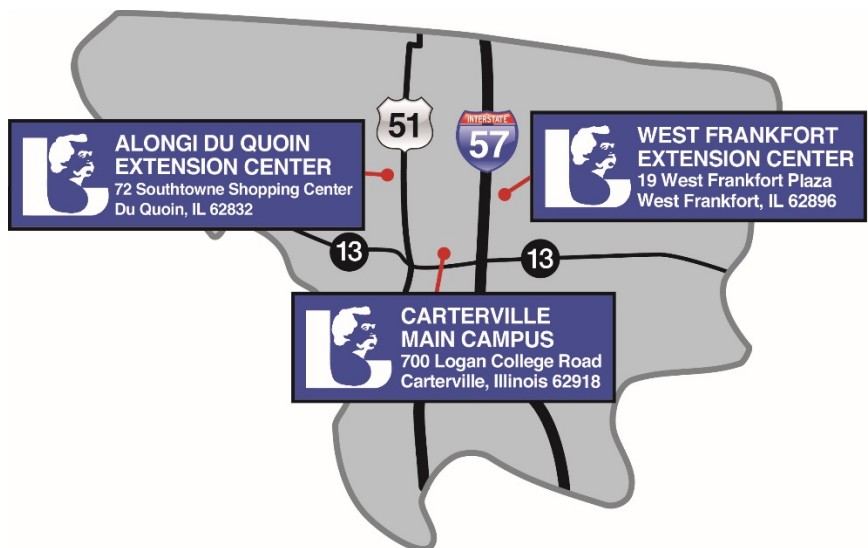 51
INTERSTATE
57
ALONGI DU QUOIN
EXTENSION CENTER
72 Southtowne Shopping Center
Du Quoin, IL 62832
WEST FRANKFORT
EXTENSION CENTER
19 West Frankfort Plaza
West Frankfort, IL 62896
13
13
CARTERVILLE
MAIN CAMPUS
700 Logan College Road
Carterville, Illinois 62918